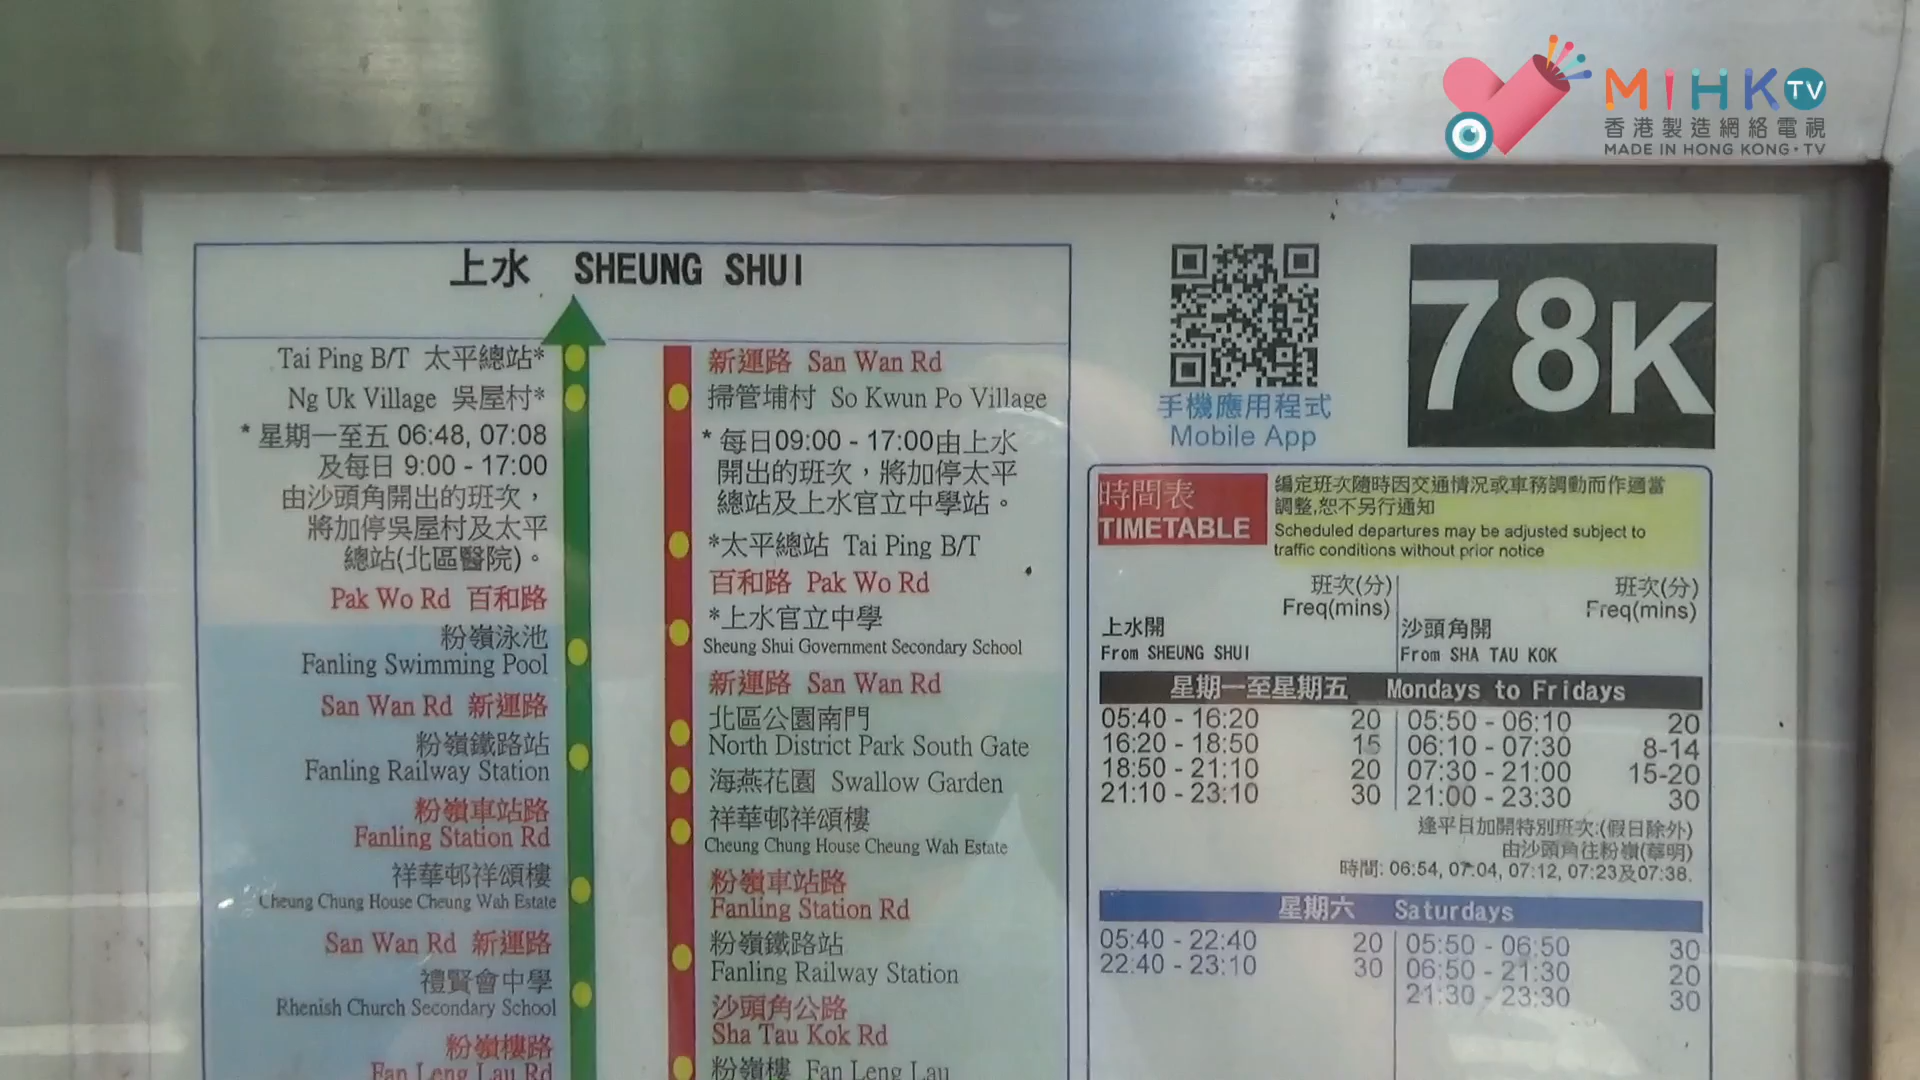 MIHK TV
香港製造網絡電視
MADE IN HONG KONG · TV
上水 SHEUNG SHUI
Tai Ping B/T 太平總站*
Ng Uk Village 吳屋村*
* 星期一至五 06:48, 07:08
及每日 9:00 - 17:00
由沙頭角開出的班次，
將加停吳屋村及太平
總站(北區醫院)。
Pak Wo Rd 百和路
粉嶺泳池
Fanling Swimming Pool
San Wan Rd 新運路
粉嶺鐵路站
Fanling Railway Station
粉嶺車站路
Fanling Station Rd
祥華邨祥頌樓
Cheung Chung House Cheung Wah Estate
San Wan Rd 新運路
禮賢會中學
Rhenish Church Secondary School
粉嶺樓路
Fan Leng Lau Rd
新運路 San Wan Rd
掃管埔村 So Kwun Po Village
* 每日09:00 - 17:00由上水
開出的班次，將加停太平
總站及上水官立中學站。
*太平總站 Tai Ping B/T
百和路 Pak Wo Rd
*上水官立中學
Sheung Shui Government Secondary School
新運路 San Wan Rd
北區公園南門
North District Park South Gate
海燕花園 Swallow Garden
祥華邨祥頌樓
Cheung Chung House Cheung Wah Estate
粉嶺車站路
Fanling Station Rd
粉嶺鐵路站
Fanling Railway Station
沙頭角公路
Sha Tau Kok Rd
粉嶺樓 Fan Leng Lau
手機應用程式
Mobile App
78K
時間表
TIMETABLE
編定班次隨時因交通情況或車務調動而作適當
調整,恕不另行通知
Scheduled departures may be adjusted subject to
traffic conditions without prior notice
班次(分) 班次(分)
Freq(mins) Freq(mins)
上水開 沙頭角開
From SHEUNG SHUI From SHA TAU KOK
星期一至星期五 Mondays to Fridays
05:40 - 16:20 20 05:50 - 06:10 20
16:20 - 18:50 15 06:10 - 07:30 8-14
18:50 - 21:10 20 07:30 - 21:00 15-20
21:10 - 23:10 30 21:00 - 23:30 30
逢平日加開特別班次:(假日除外)
由沙頭角往粉嶺(華明)
時間: 06:54, 07:04, 07:12, 07:23及07:38.
星期六 Saturdays
05:40 - 22:40 20 05:50 - 06:50 30
22:40 - 23:10 30 06:50 - 21:30 20
21:30 - 23:30 30